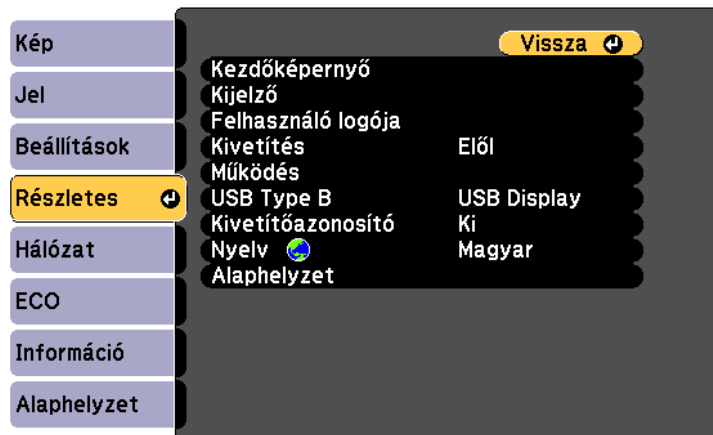 Kép
Jel
Beállítások
Részletes
Hálózat
ECO
Információ
Alaphelyzet
Vissza
Kezdőképernyő
Kijelző
Felhasználó logója
Kivetítés Elől
Működés
USB Type B USB Display
Kivetítőazonosító Ki
Nyelv Magyar
Alaphelyzet